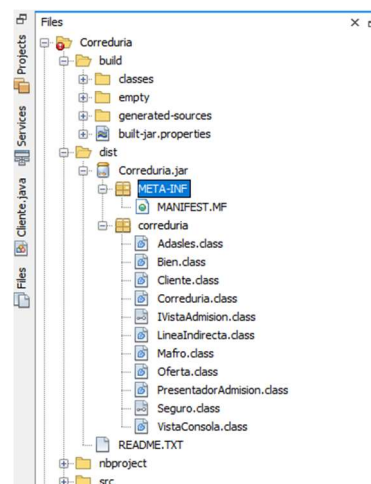 Files
Projects
Services
Cliente.java
Files
Correduria
build
classes
empty
generated-sources
built-jar.properties
dist
Correduria.jar
META-INF
MANIFEST.MF
correduria
Adasles.class
Bien.class
Cliente.class
Correduria.class
IVistaAdmision.class
LineaIndirecta.class
Mafro.class
Oferta.class
PresentadorAdmision.class
Seguro.class
VistaConsola.class
README.TXT
nbproject
src